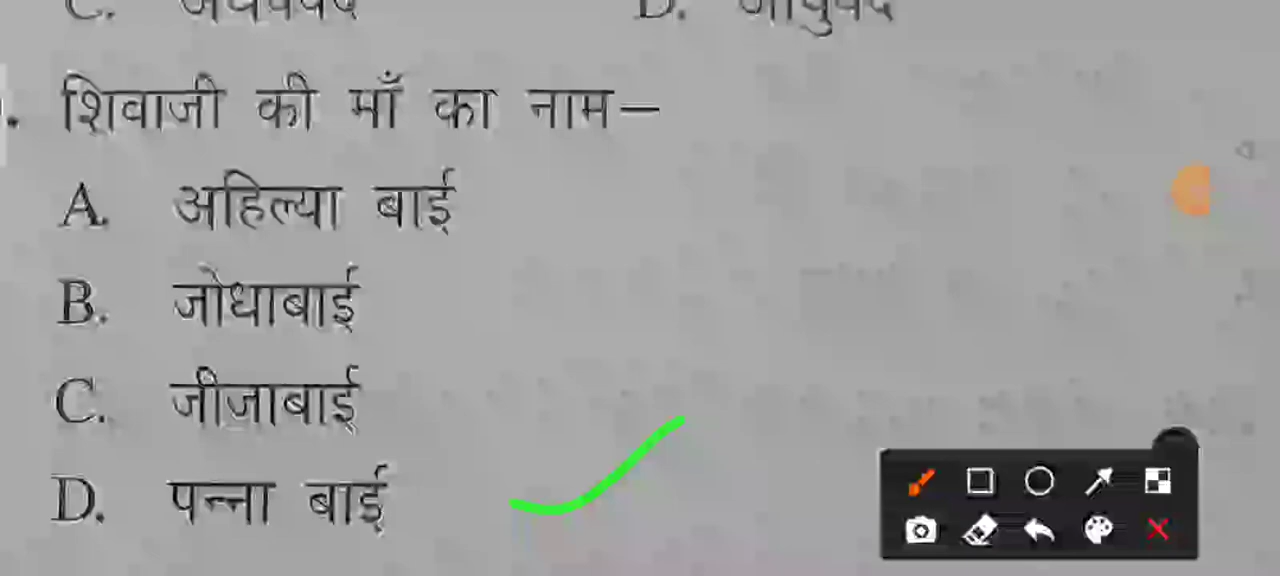 C. D.
. शिवाजी की माँ का नाम–
A. अहिल्या बाई
B. जोधाबाई
C. जीजाबाई
D. पन्ना बाई